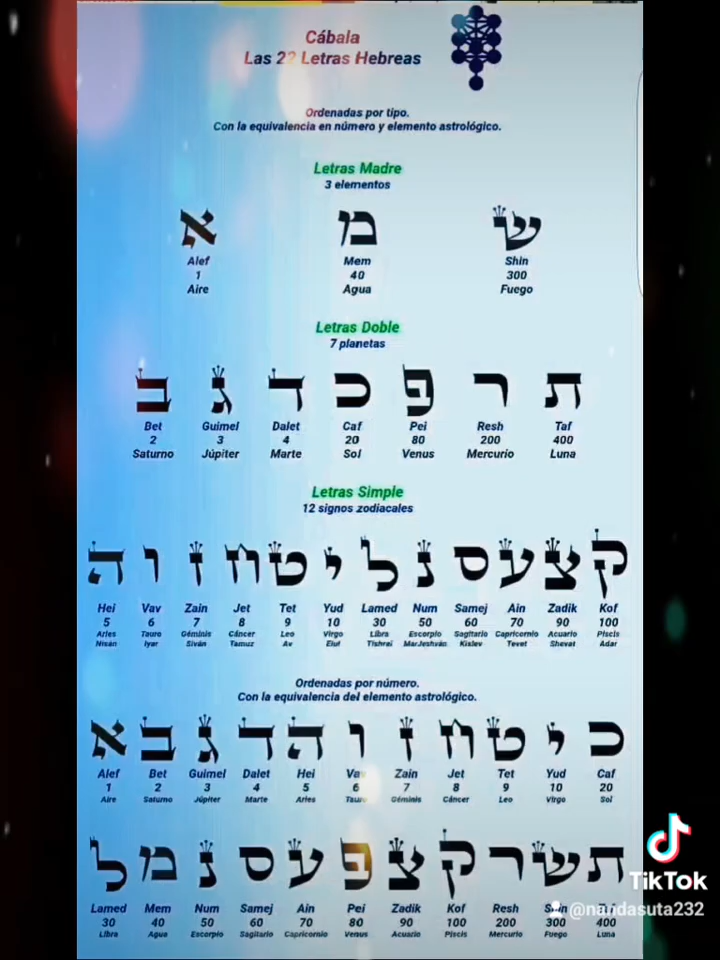 Cábala
Las 22 Letras Hebreas
Ordenadas por tipo.
Con la equivalencia en número y elemento astrológico.
Letras Madre
3 elementos
א מ ש
Alef Mem Shin
1 40 300
Aire Agua Fuego
Letras Doble
7 planetas
ב ג ד כ פ ר ת
Bet Guimel Dalet Caf Pei Resh Taf
2 3 4 20 80 200 400
Saturno Júpiter Marte Sol Venus Mercurio Luna
Letras Simple
12 signos zodiacales
ה ו ז ח ט י ל נ ס ע צ ק
Hei Vav Zain Jet Tet Yud Lamed Num Samej Ain Zadik Kof
5 6 7 8 9 10 30 50 60 70 90 100
Aries Tauro Géminis Cáncer Leo Virgo Libra Escorpio Sagitario Capricornio Acuario Piscis
Nisán Iyar Siván Tamuz Av Elul Tishrei MarJeshván Kislev Tevet Shevat Adar
Ordenadas por número.
Con la equivalencia del elemento astrológico.
א ב ג ד ה ו ז ח ט י כ
Alef Bet Guimel Dalet Hei Vav Zain Jet Tet Yud Caf
1 2 3 4 5 6 7 8 9 10 20
Aire Saturno Júpiter Marte Aries Tauro Géminis Cáncer Leo Virgo Sol
ל מ נ ס ע פ צ ק ר ש ת
Lamed Mem Num Samej Ain Pei Zadik Kof Resh Shin Taf
30 40 50 60 70 80 90 100 200 300 400
Libra Agua Escorpio Sagitario Capricornio Venus Acuario Piscis Mercurio Fuego Luna
TikTok
@nandasuta232